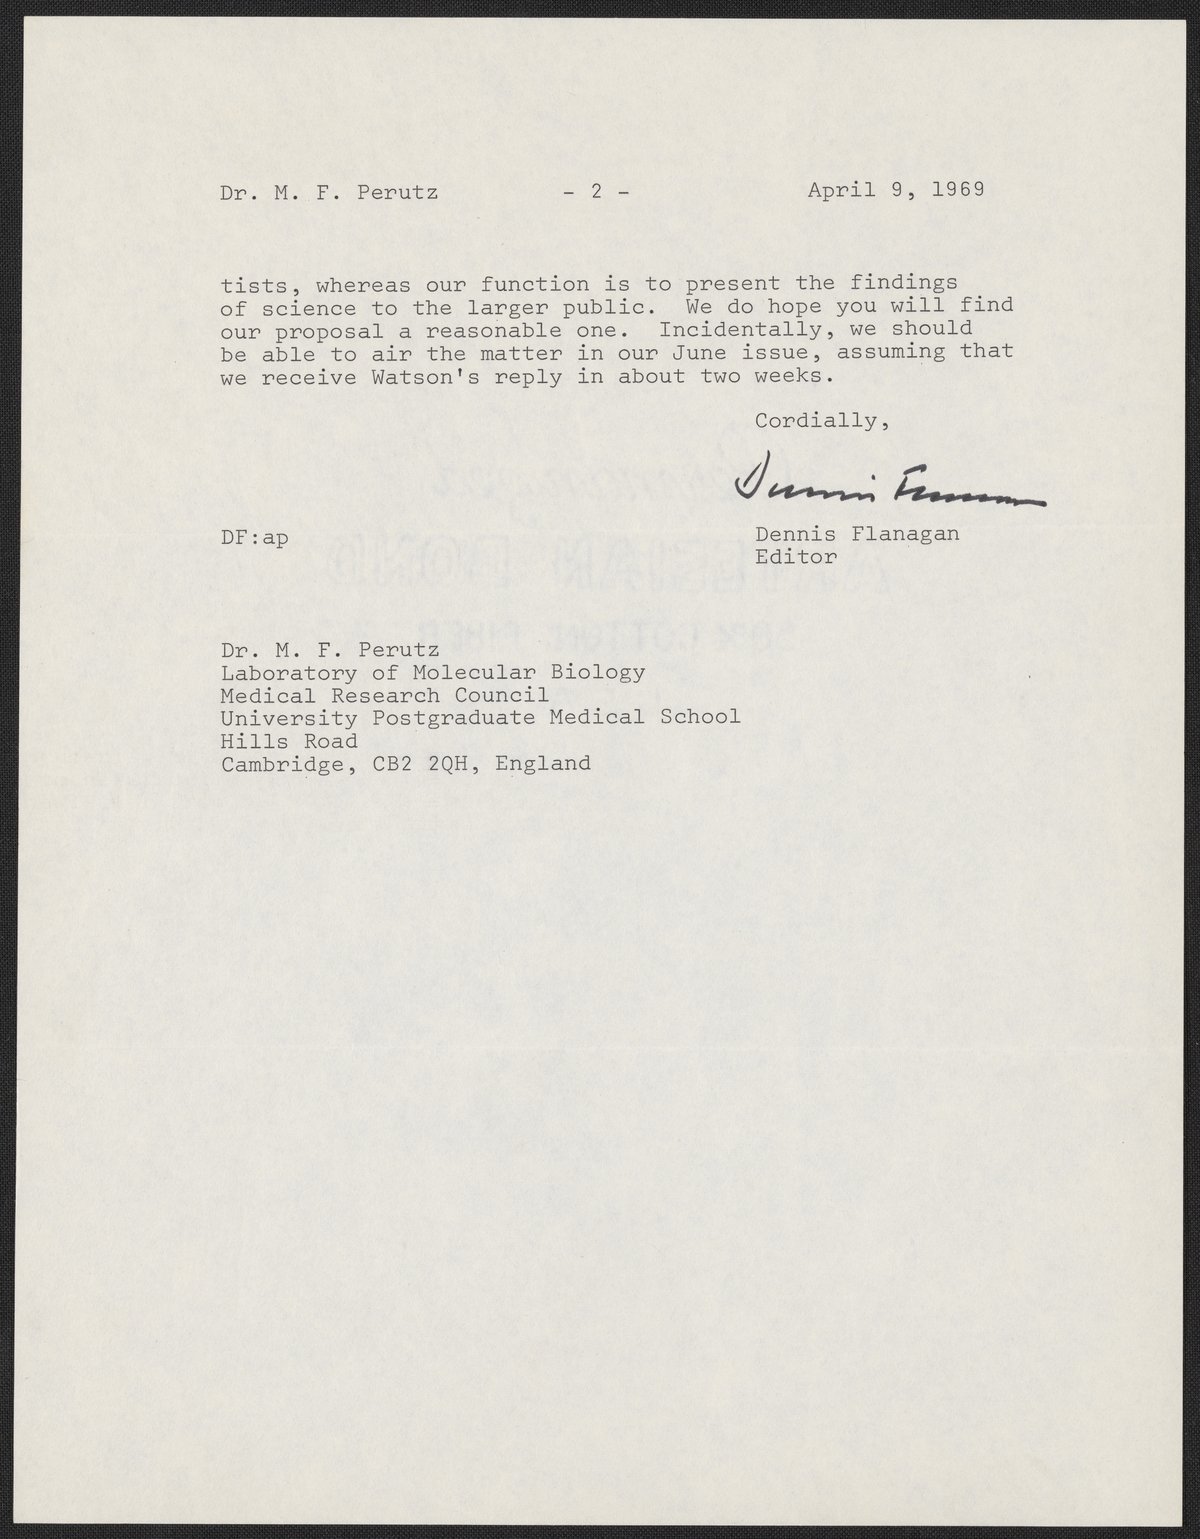 Dr. M. F. Perutz - 2 - April 9, 1969
tists, whereas our function is to present the findings
of science to the larger public. We do hope you will find
our proposal a reasonable one. Incidentally, we should
be able to air the matter in our June issue, assuming that
we receive Watson's reply in about two weeks.
Cordially,
Dennis Flanagan
DF:ap Dennis Flanagan
Editor
Dr. M. F. Perutz
Laboratory of Molecular Biology
Medical Research Council
University Postgraduate Medical School
Hills Road
Cambridge, CB2 2QH, England